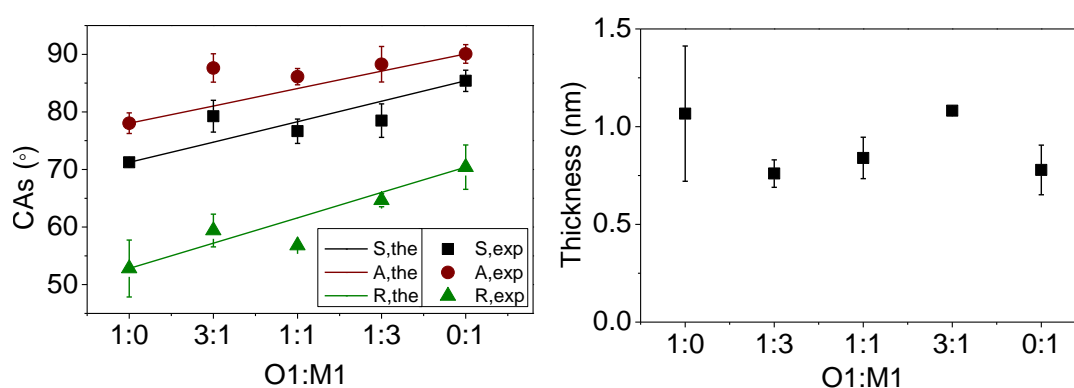 CAs (○)
90
80
70
60
50
S,the
S,exp
A,the
A,exp
R,the
R,exp
1:0
3:1
1:1
1:3
0:1
O1:M1
Thickness (nm)
1.5
1.0
0.5
0.0
1:0
1:3
1:1
3:1
0:1
O1:M1